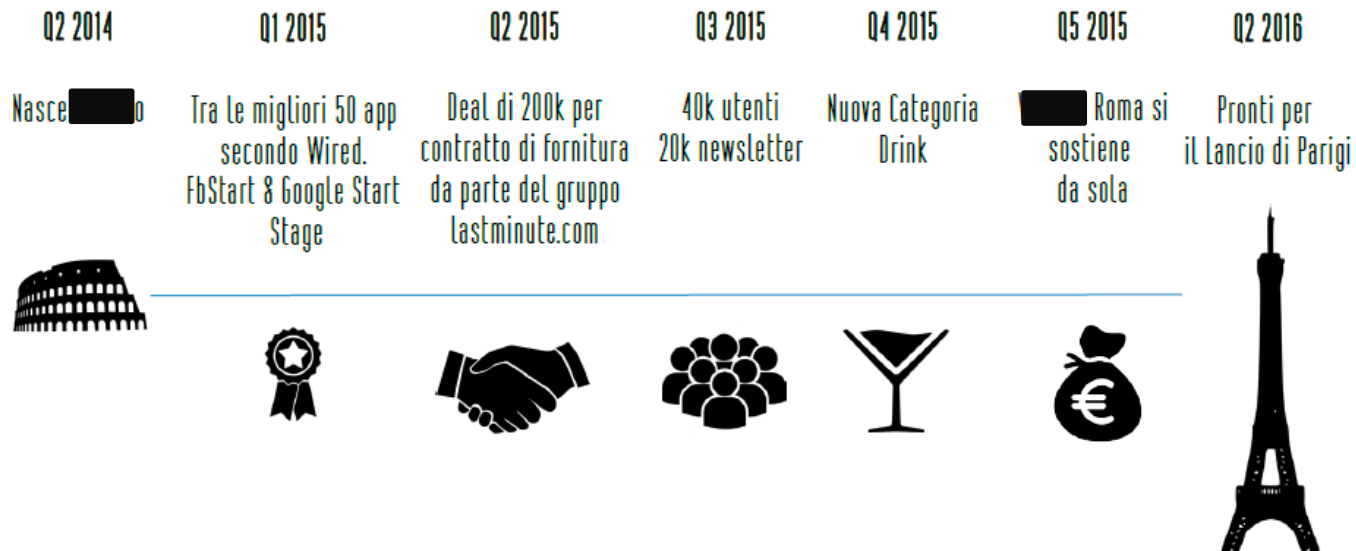 Q2 2014
Nasce
Q1 2015
Tra le migliori 50 app
secondo Wired.
FbStart & Google Start
Stage
Q2 2015
Deal di 200k per
contratto di fornitura
da parte del gruppo
lastminute.com
Q3 2015
40k utenti
20k newsletter
Q4 2015
Nuova Categoria
Drink
Q5 2015
Roma si
sostiene
da sola
Q2 2016
Pronti per
il Lancio di Parigi
€